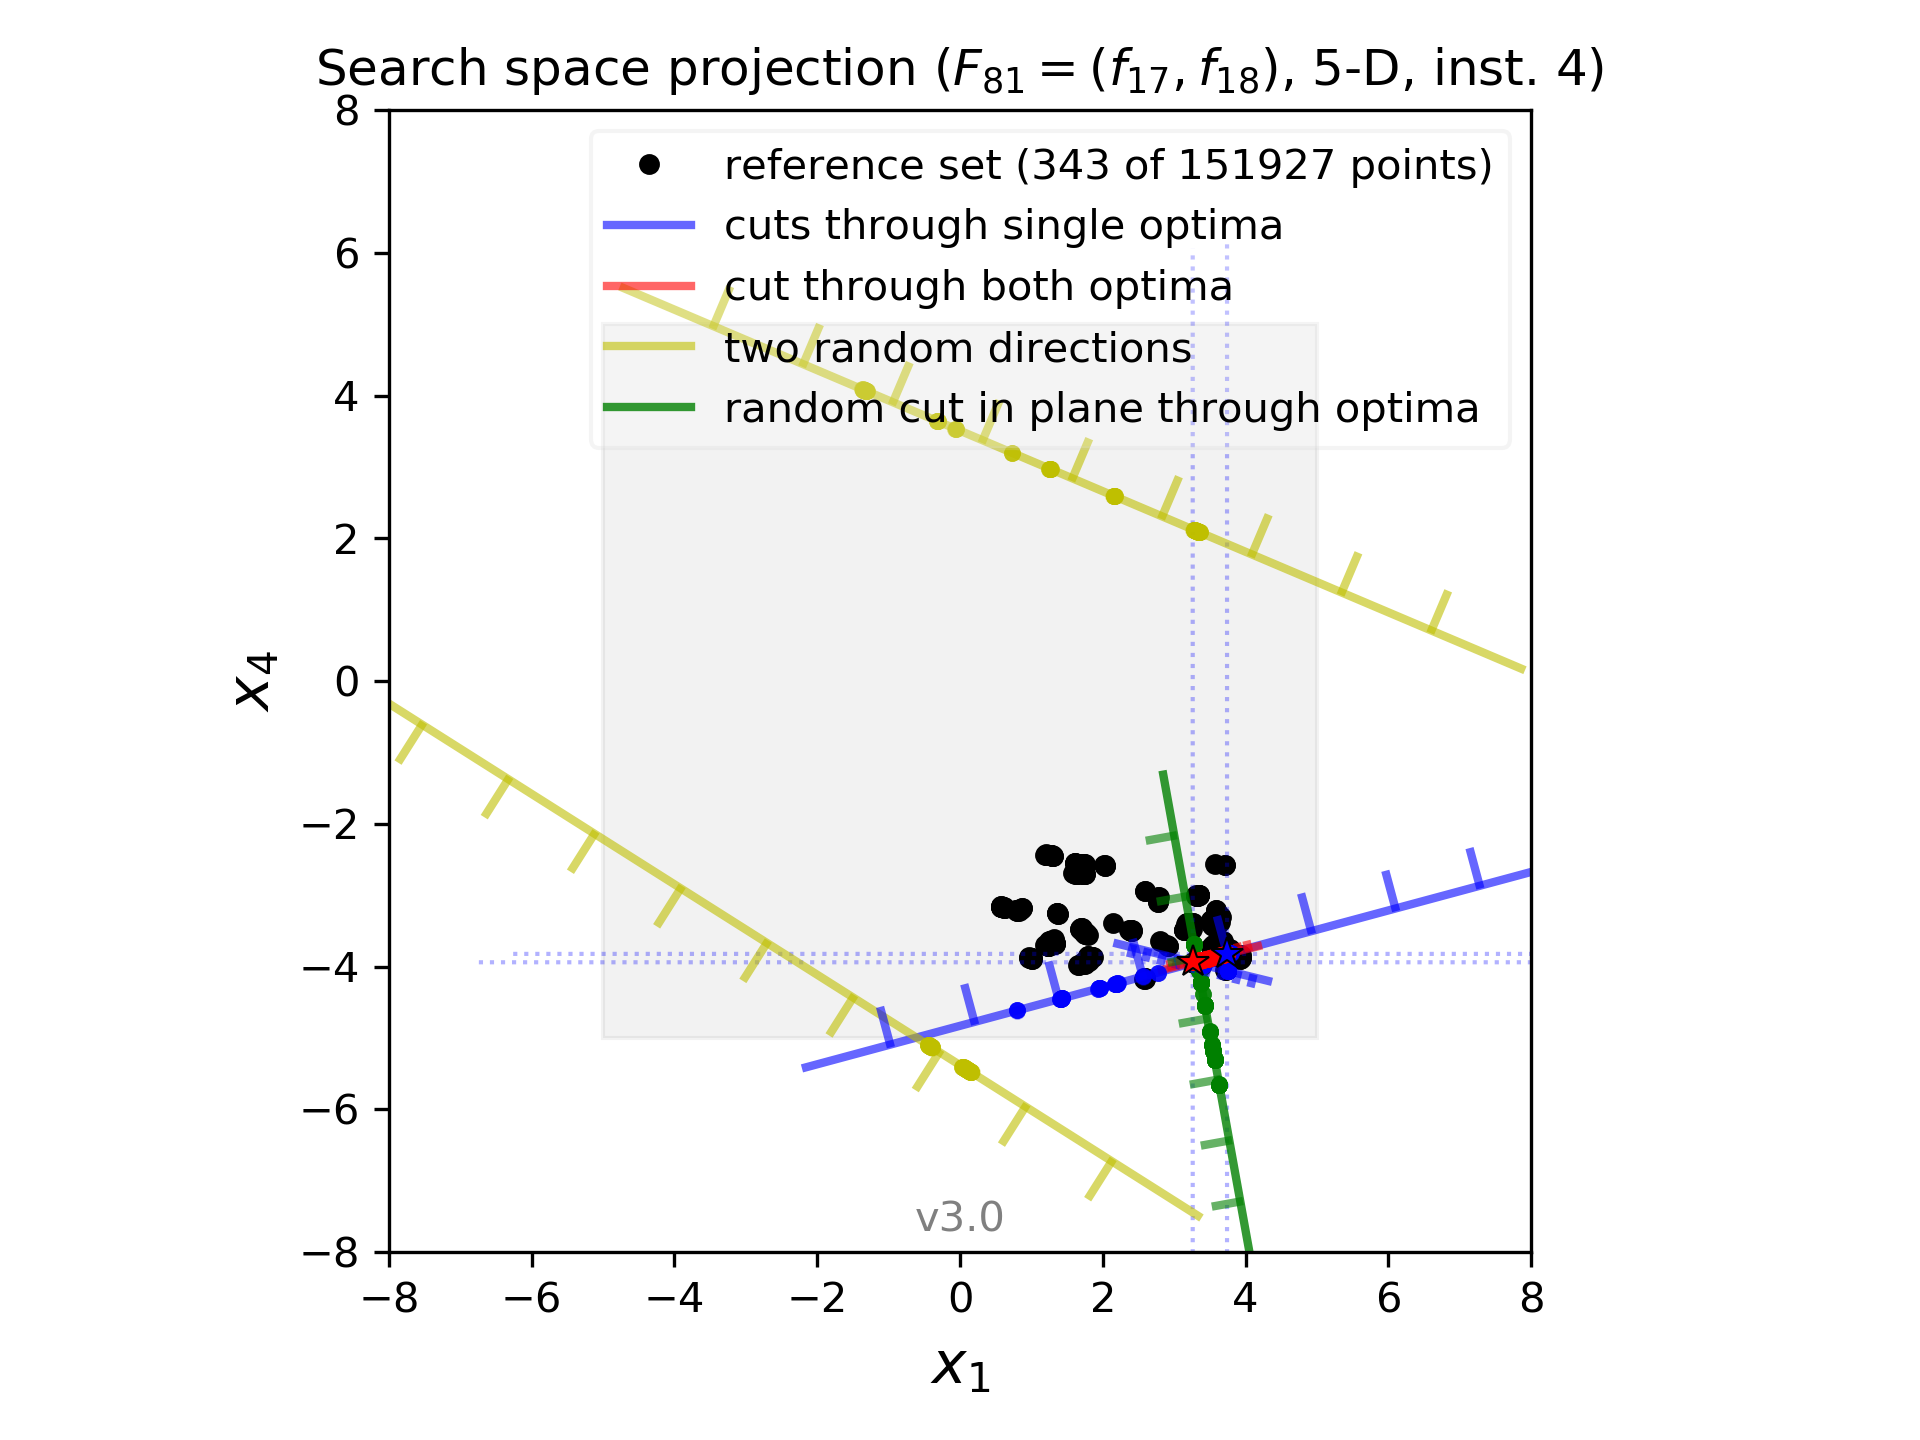 Search space projection (F81 = (f17, f18), 5-D, inst. 4)
8
6
4
2
0
−2
−4
−6
−8
x4
reference set (343 of 151927 points)
cuts through single optima
cut through both optima
two random directions
random cut in plane through optima
v3.0
−8 −6 −4 −2 0 2 4 6 8
x1